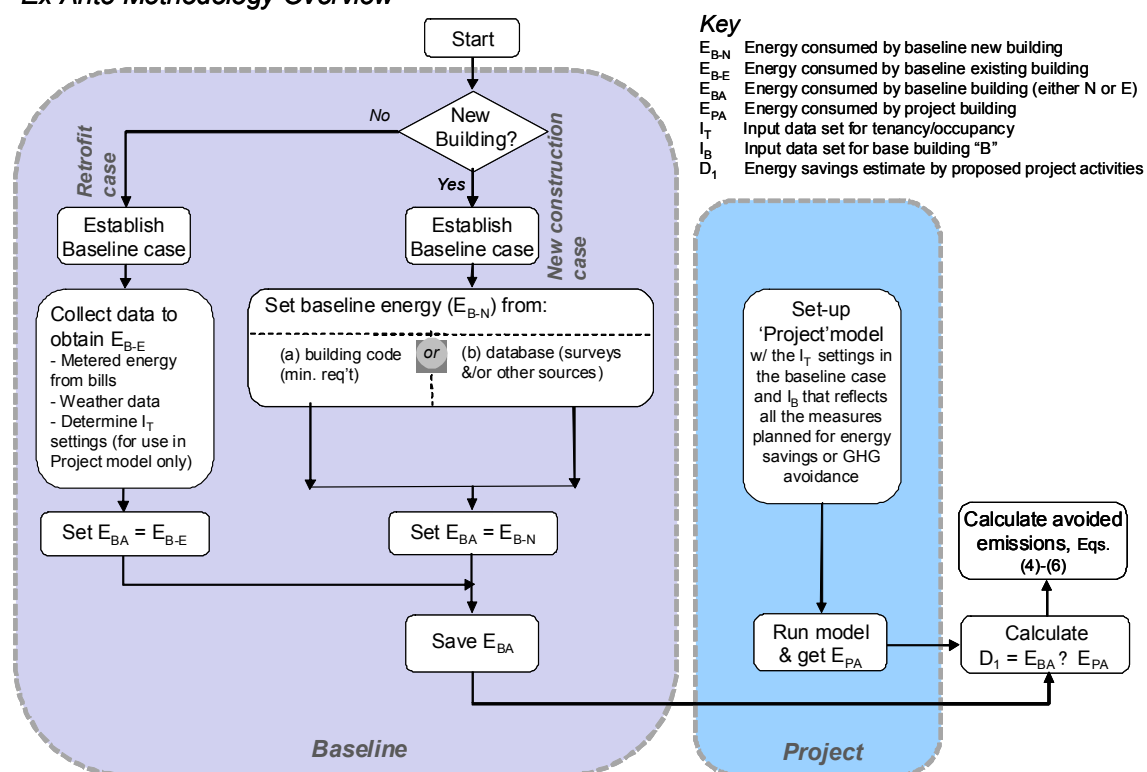 Ex Ante Methodology Overview
Start
New
Building?
No
Yes
Retrofit
case
New construction
case
Establish
Baseline case
Establish
Baseline case
Collect data to
obtain E_B-E
- Metered energy
from bills
- Weather data
- Determine I_T
settings (for use in
Project model only)
Set baseline energy (E_B-N) from:
(a) building code
(min. req't)
or
(b) database (surveys
&/or other sources)
Set E_BA = E_B-E
Set E_BA = E_B-N
Save E_BA
Baseline
Key
E_B-N Energy consumed by baseline new building
E_B-E Energy consumed by baseline existing building
E_BA Energy consumed by baseline building (either N or E)
E_PA Energy consumed by project building
I_T Input data set for tenancy/occupancy
I_B Input data set for base building “B”
D_1 Energy savings estimate by proposed project activities
Set-up
'Project'model
w/ the I_T settings in
the baseline case
and I_B that reflects
all the measures
planned for energy
savings or GHG
avoidance
Run model
& get E_PA
Project
Calculate avoided
emissions, Eqs.
(4)-(6)
Calculate
D_1 = E_BA ? E_PA